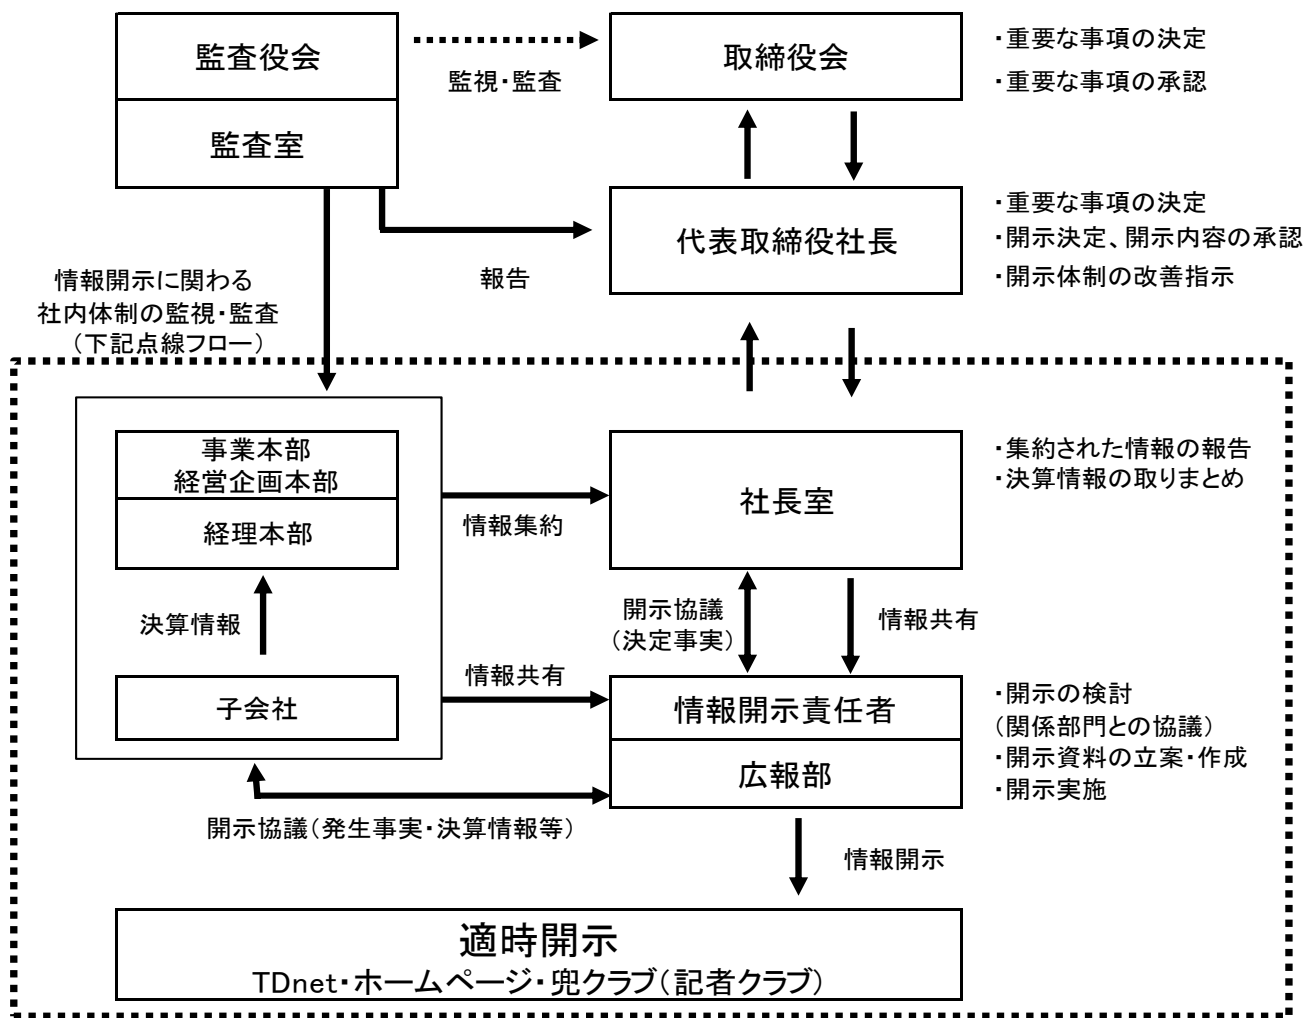 監査役会
監視・監査
取締役会
・重要な事項の決定
・重要な事項の承認
監査室
報告
代表取締役社長
・重要な事項の決定
・開示決定、開示内容の承認
・開示体制の改善指示
情報開示に関わる
社内体制の監視・監査
（下記点線フロー）
事業本部
経営企画本部
経理本部
決算情報
子会社
情報集約
社長室
・集約された情報の報告
・決算情報の取りまとめ
開示協議
（決定事実）
情報共有
情報共有
情報開示責任者
広報部
・開示の検討
(関係部門との協議)
・開示資料の立案・作成
・開示実施
開示協議（発生事実・決算情報等）
情報開示
適時開示
TDnet・ホームページ・兜クラブ（記者クラブ）